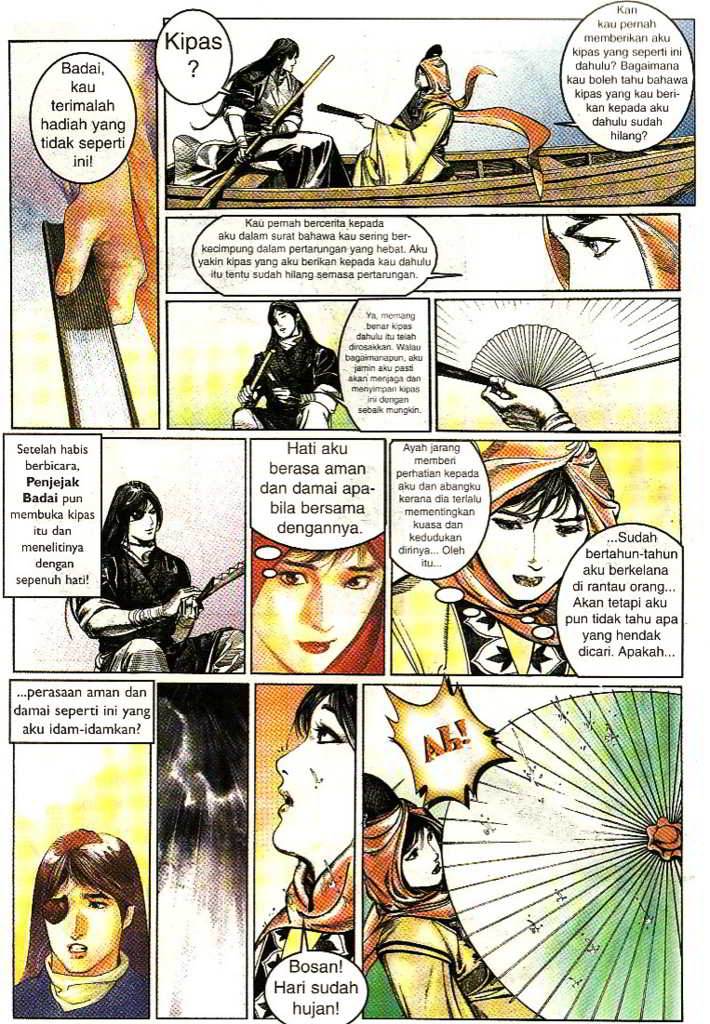 Badai,
kau
terimalah
hadiah yang
tidak seperti
ini!
Kipas
?
Kan
kau pernah
memberikan aku
kipas yang seperti ini
dahulu? Bagaimana
kau boleh tahu bahawa
kipas yang kau beri-
kan kepada aku
dahulu sudah
hilang?
Kau pernah bercerita kepada
aku dalam surat bahawa kau sering ber-
kecimpung dalam pertarungan yang hebat. Aku
yakin kipas yang aku berikan kepada kau dahulu
itu tentu sudah hilang semasa pertarungan.
Ya, memang
benar kipas
dahulu itu telah
dirosakkan. Walau
bagaimanapun, aku
jamin aku pasti
akan menjaga dan
menyimpan kipas
ini dengan
sebaik mungkin.
Setelah habis
berbicara,
Penjejak
Badai pun
membuka kipas
itu dan
menelitinya
dengan
sepenuh hati!
Hati aku
berasa aman
dan damai apa-
bila bersama
dengannya.
Ayah jarang
memberi
perhatian kepada
aku dan abangku
kerana dia terlalu
mementingkan
kuasa dan
kedudukan
dirinya... Oleh
itu...
...Sudah
bertahun-tahun
aku berkelana
di rantau orang...
Akan tetapi aku
pun tidak tahu apa
yang hendak
dicari. Apakah...
...perasaan aman dan
damai seperti ini yang
aku idam-idamkan?
Bosan!
Hari sudah
hujan!
Ah!